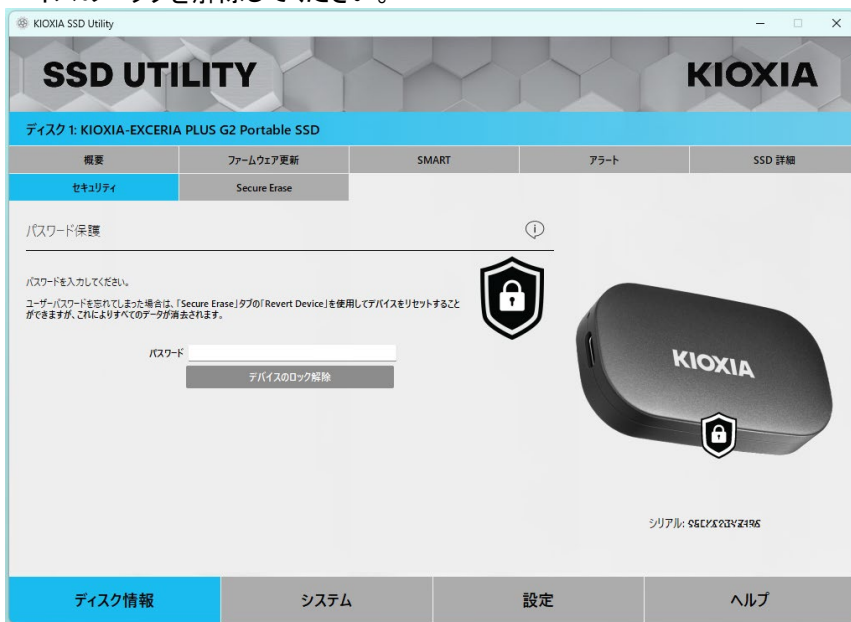 KIOXIA SSD Utility
SSD UTILITY
KIOXIA
ディスク 1: KIOXIA-EXCERIA PLUS G2 Portable SSD
概要
ファームウェア更新
SMART
アラート
SSD 詳細
セキュリティ
Secure Erase
パスワード保護
パスワードを入力してください。
ユーザーパスワードを忘れてしまった場合は、「Secure Erase」タブの「Revert Device」を使用してデバイスをリセットすること
ができますが、これによりすべてのデータが消去されます。
パスワード
デバイスのロック解除
KIOXIA
シリアル:
ディスク情報
システム
設定
ヘルプ